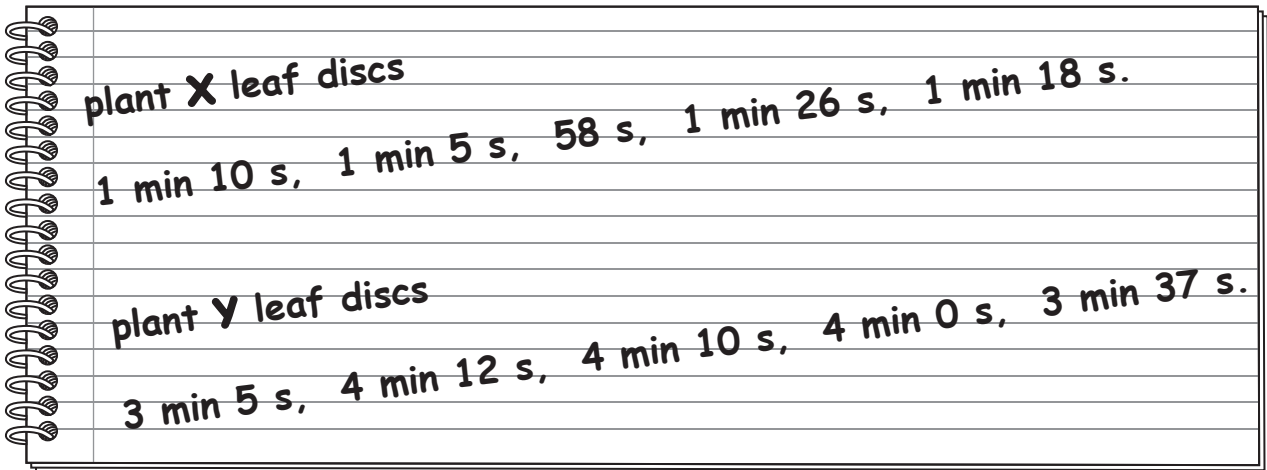 plant X leaf discs
1 min 10 s, 1 min 5 s, 58 s, 1 min 26 s, 1 min 18 s.
plant Y leaf discs
3 min 5 s, 4 min 12 s, 4 min 10 s, 4 min 0 s, 3 min 37 s.